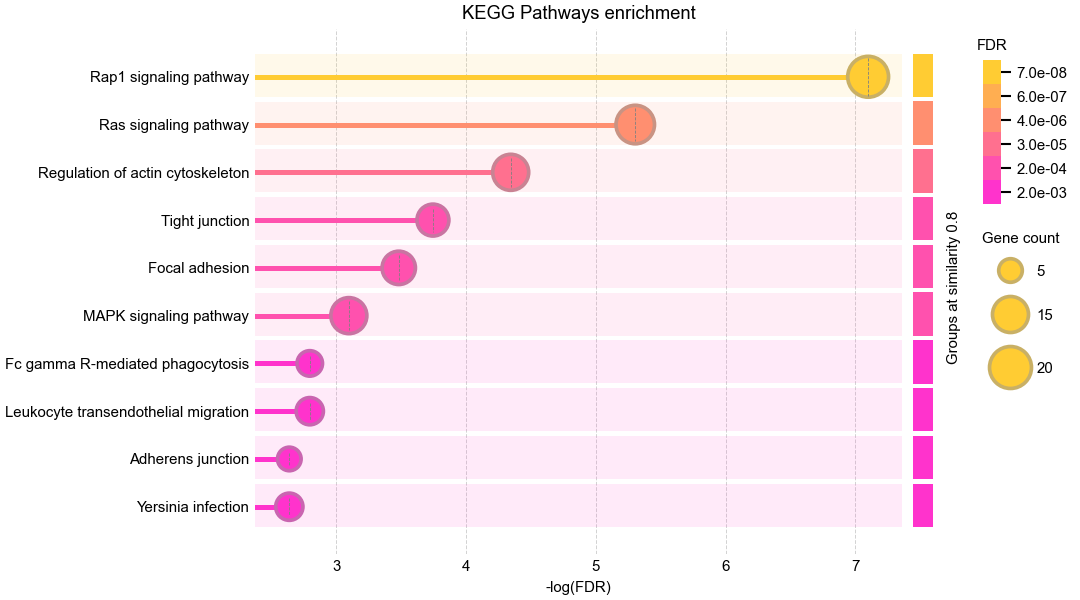 KEGG Pathways enrichment
Rap1 signaling pathway
Ras signaling pathway
Regulation of actin cytoskeleton
Tight junction
Focal adhesion
MAPK signaling pathway
Fc gamma R-mediated phagocytosis
Leukocyte transendothelial migration
Adherens junction
Yersinia infection
3 4 5 6 7
-log(FDR)
Groups at similarity 0.8
FDR
7.0e-08
6.0e-07
4.0e-06
3.0e-05
2.0e-04
2.0e-03
Gene count
5
15
20